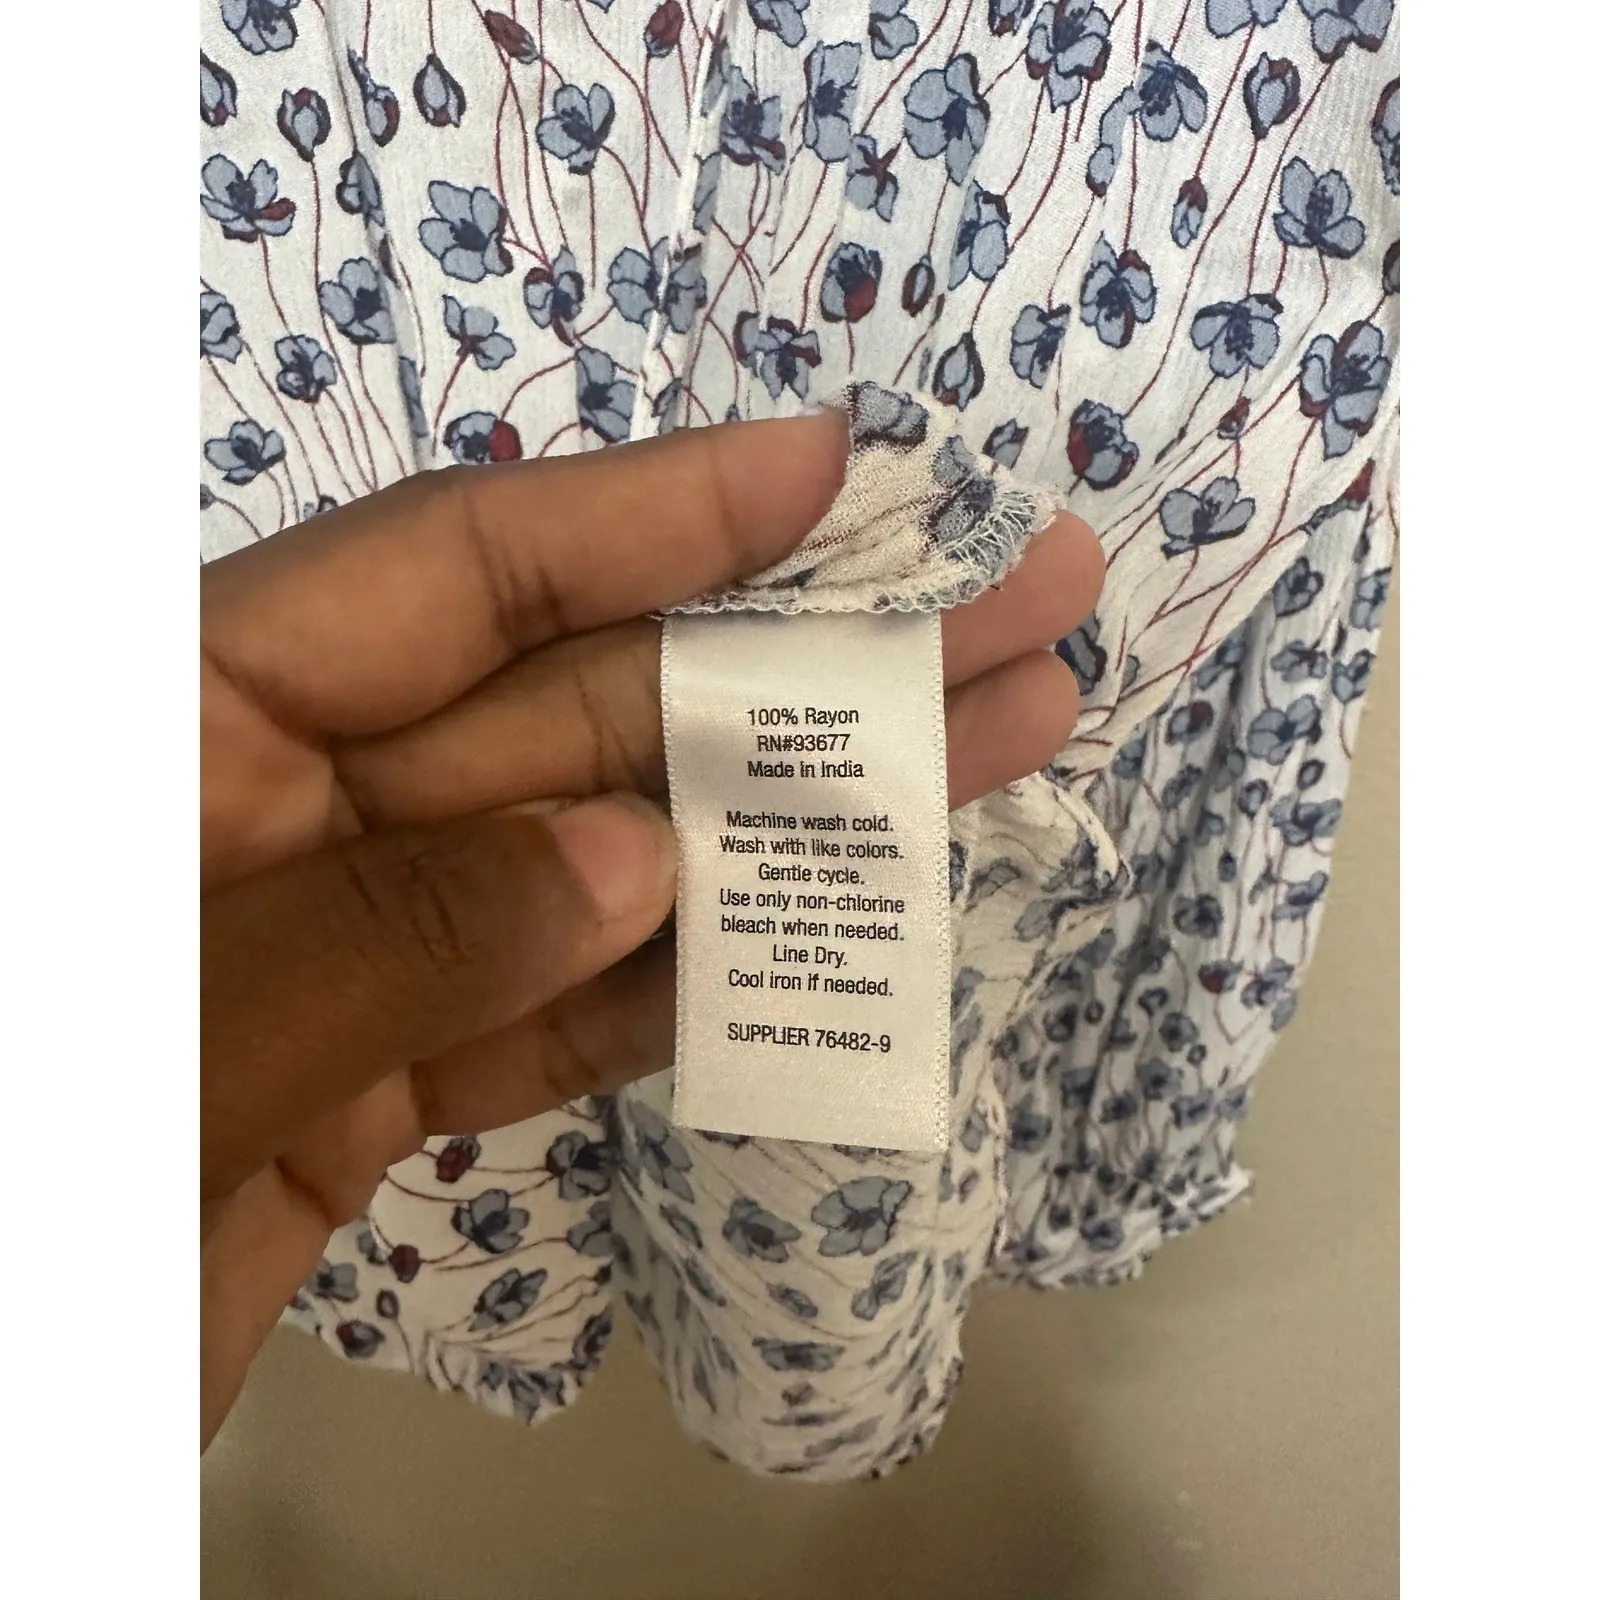 100% Rayon
RN#93677
Made in India
Machine wash cold.
Wash with like colors.
Gentle cycle.
Use only non-chlorine
bleach when needed.
Line Dry.
Cool iron if needed.
SUPPLIER 76482-9